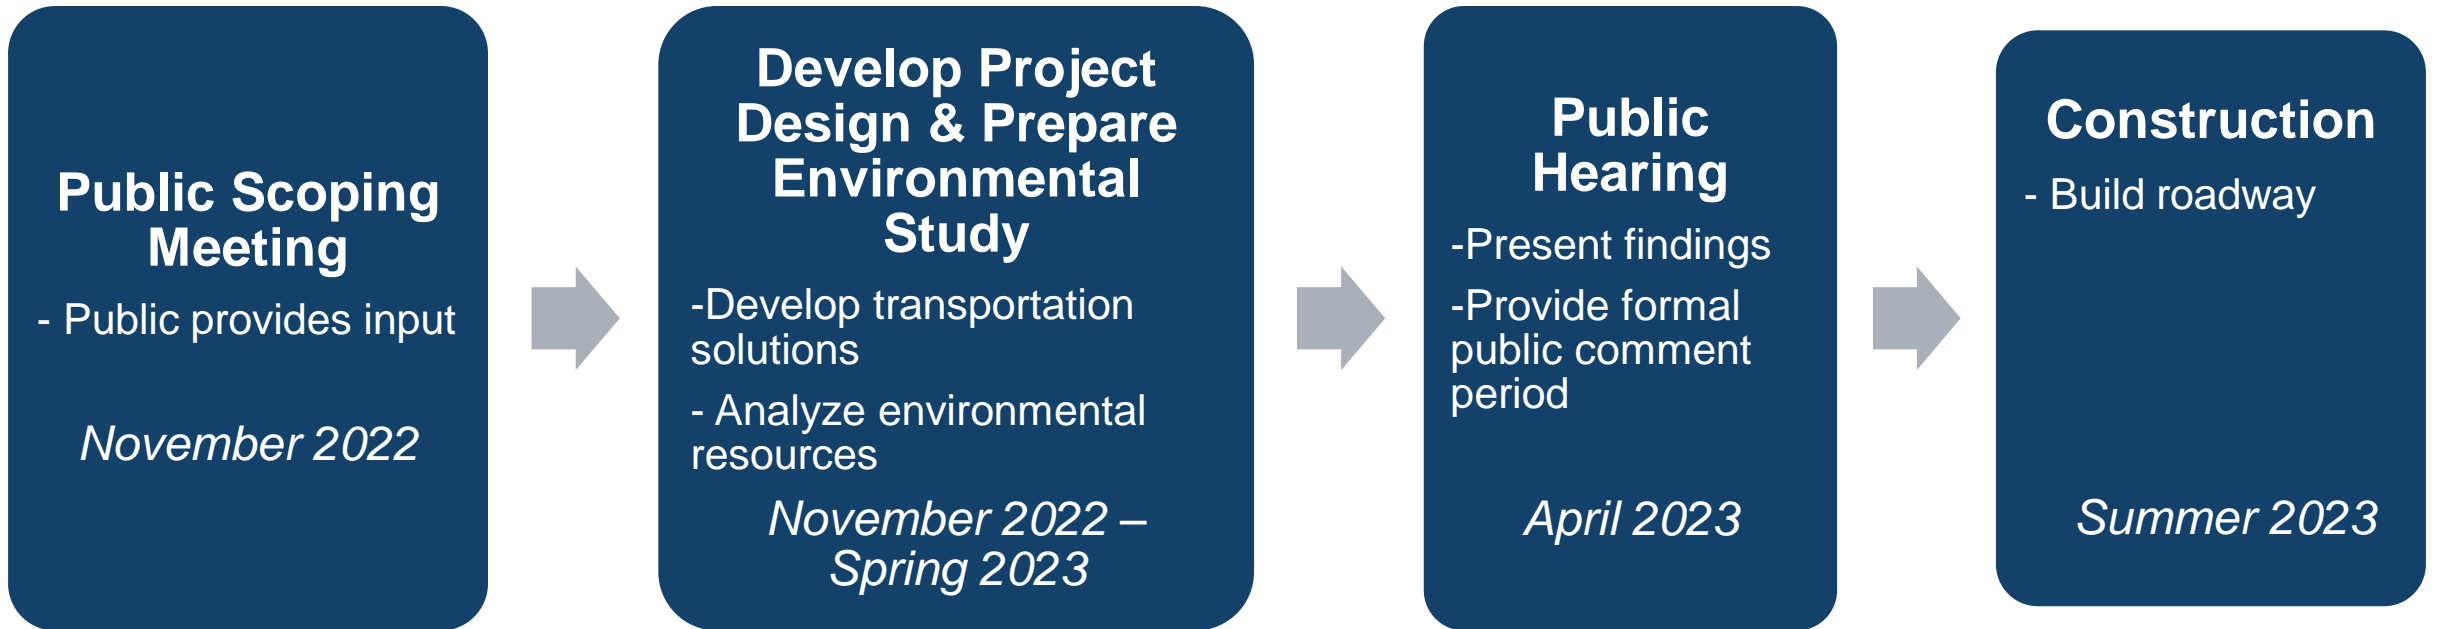 Public Scoping
Meeting
- Public provides input
November 2022
Develop Project
Design & Prepare
Environmental
Study
-Develop transportation
solutions
- Analyze environmental
resources
November 2022 –
Spring 2023
Public
Hearing
-Present findings
-Provide formal
public comment
period
April 2023
Construction
- Build roadway
Summer 2023